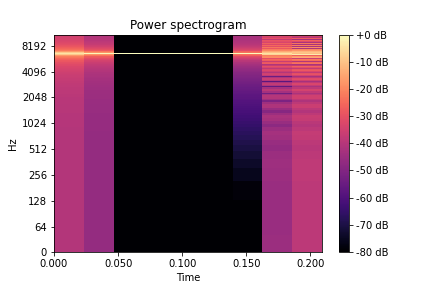 Power spectrogram
8192
4096
2048
1024
512
256
128
64
0
Hz
0.000 0.050 0.100 0.150 0.200
Time
+0 dB
-10 dB
-20 dB
-30 dB
-40 dB
-50 dB
-60 dB
-70 dB
-80 dB